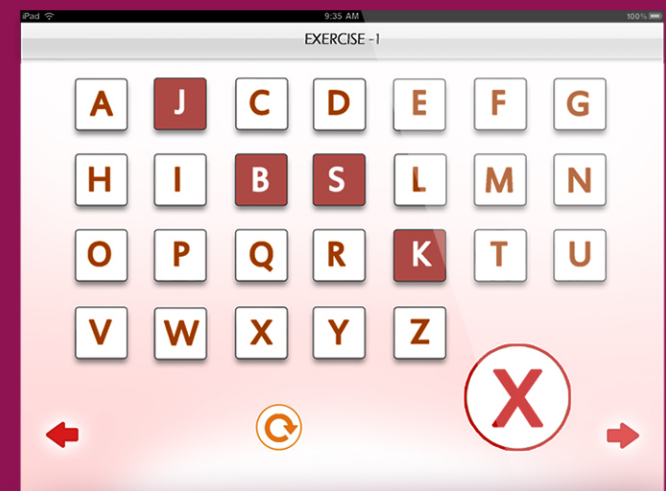 iPad 9:35 AM 100%
EXERCISE -1
A J C D E F G
H I B S L M N
O P Q R K T U
V W X Y Z
X